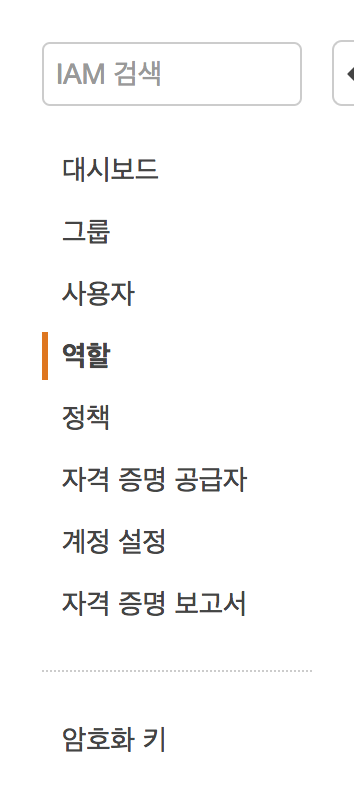 IAM 검색
대시보드
그룹
사용자
역할
정책
자격 증명 공급자
계정 설정
자격 증명 보고서
암호화 키